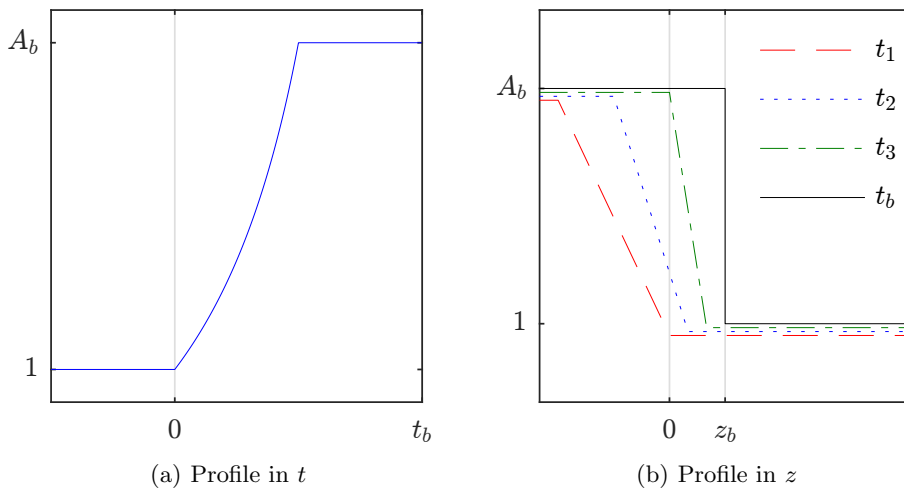 A_b
1
0
t_b
(a) Profile in t
A_b
1
0
z_b
t_1
t_2
t_3
t_b
(b) Profile in z